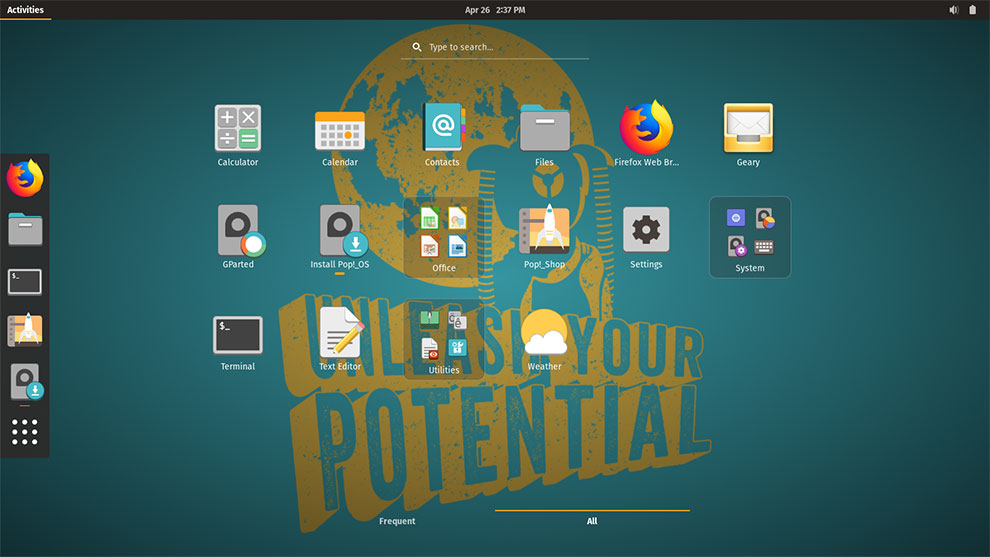 Activities
Apr 26 2:37 PM
Type to search...
Calculator
Calendar
Contacts
Files
Firefox Web Br...
Geary
GParted
Install Pop!_OS
Office
Pop!_Shop
Settings
System
$_
$_
Terminal
Text Editor
Utilities
Weather
UNLEASH YOUR
POTENTIAL
Frequent
All